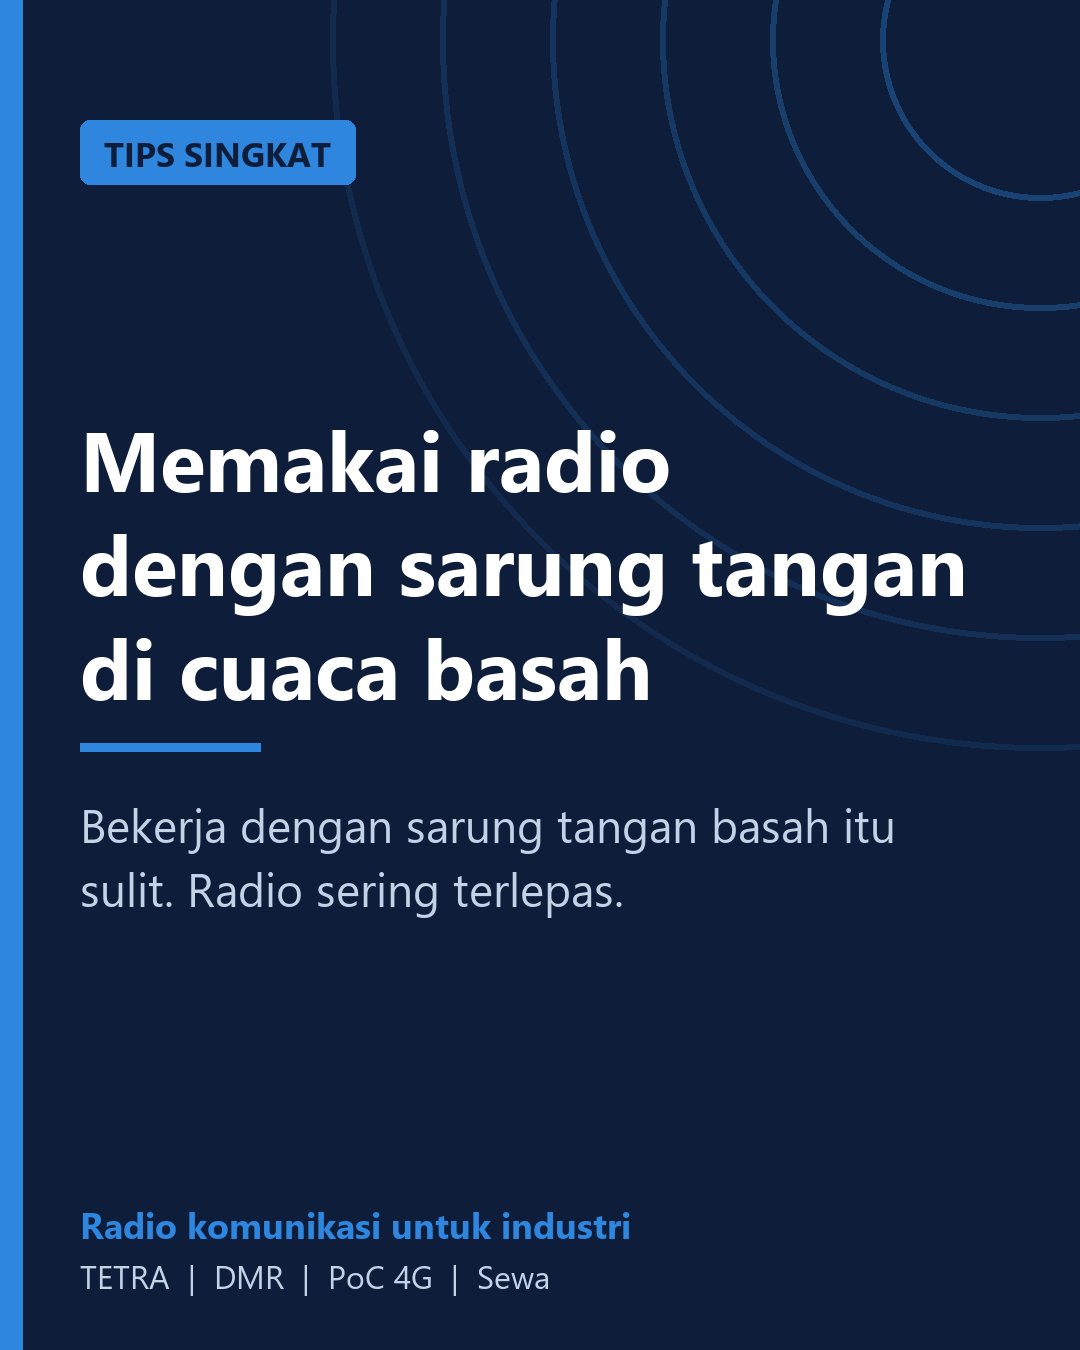 TIPS SINGKAT
Memakai radio
dengan sarung tangan
di cuaca basah
Bekerja dengan sarung tangan basah itu
sulit. Radio sering terlepas.
Radio komunikasi untuk industri
TETRA | DMR | PoC 4G | Sewa